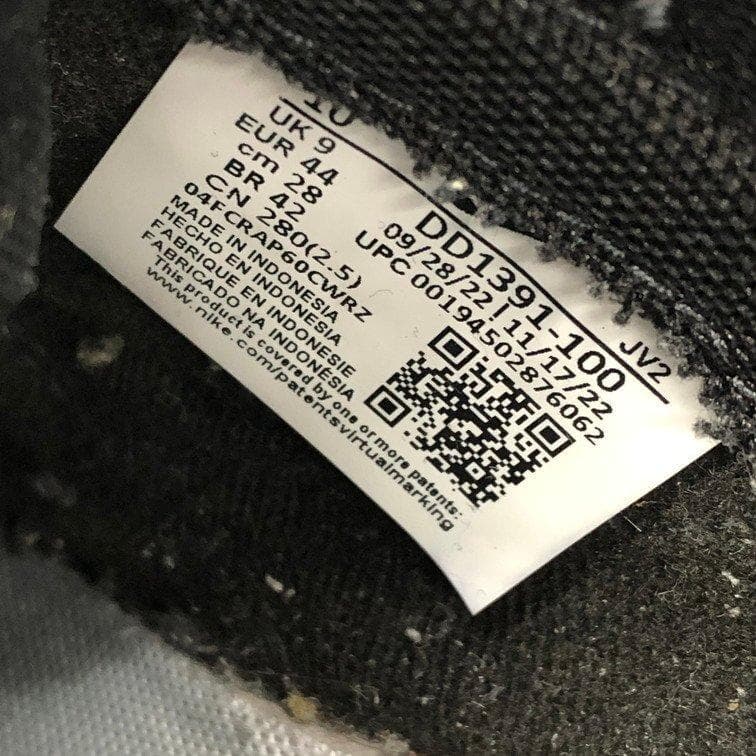 10
UK 9
EUR 44
cm 28
BR 42
CN 280(2.5)
04FCRAP60CWRZ
MADE IN INDONESIA
HECHO EN INDONESIA
FABRIQUE EN INDONESIE
FABRICADO NA INDONÉSIA
This product is covered by one or more patents:
www.nike.com/patentsvirtualmarking
JV2
DD1391-100
09/28/22 | 11/17/22
UPC 00194502876062